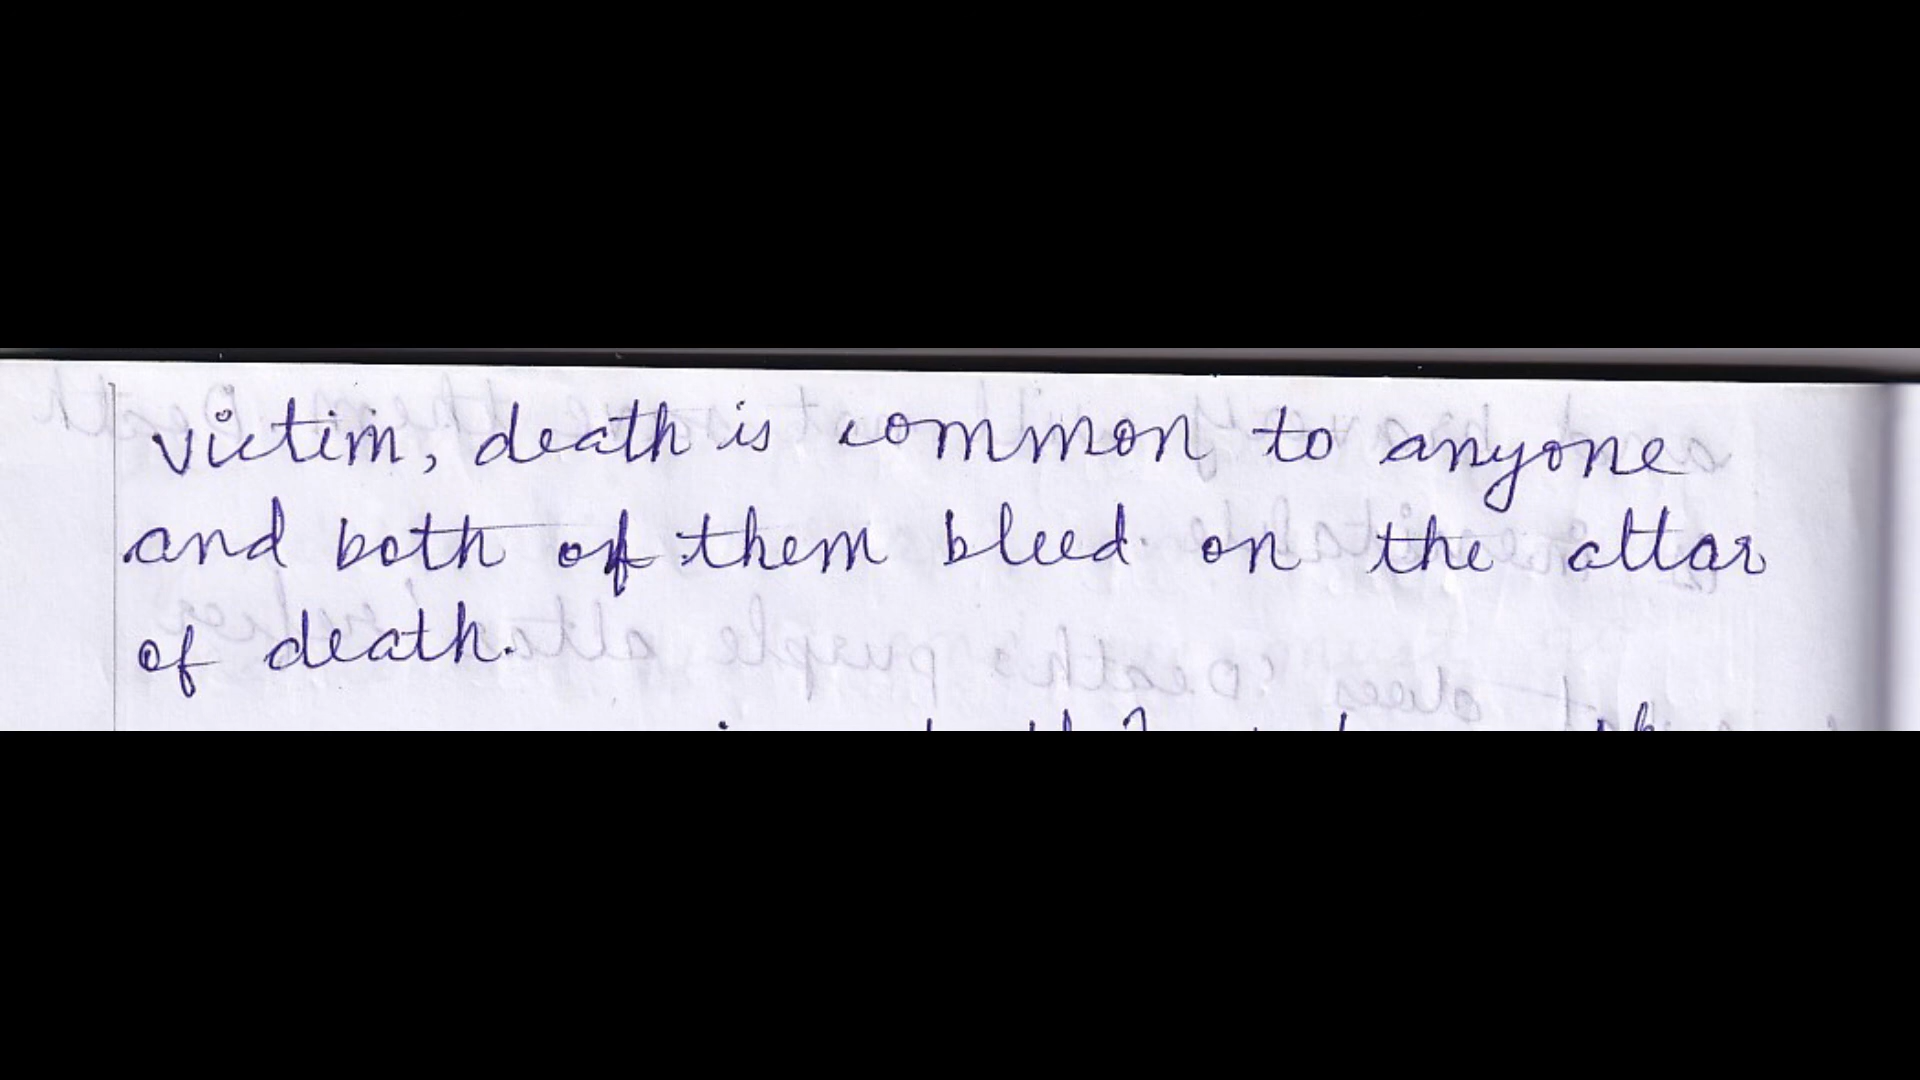 victim, death is common to anyone
and both of them bleed on the altar
of death.